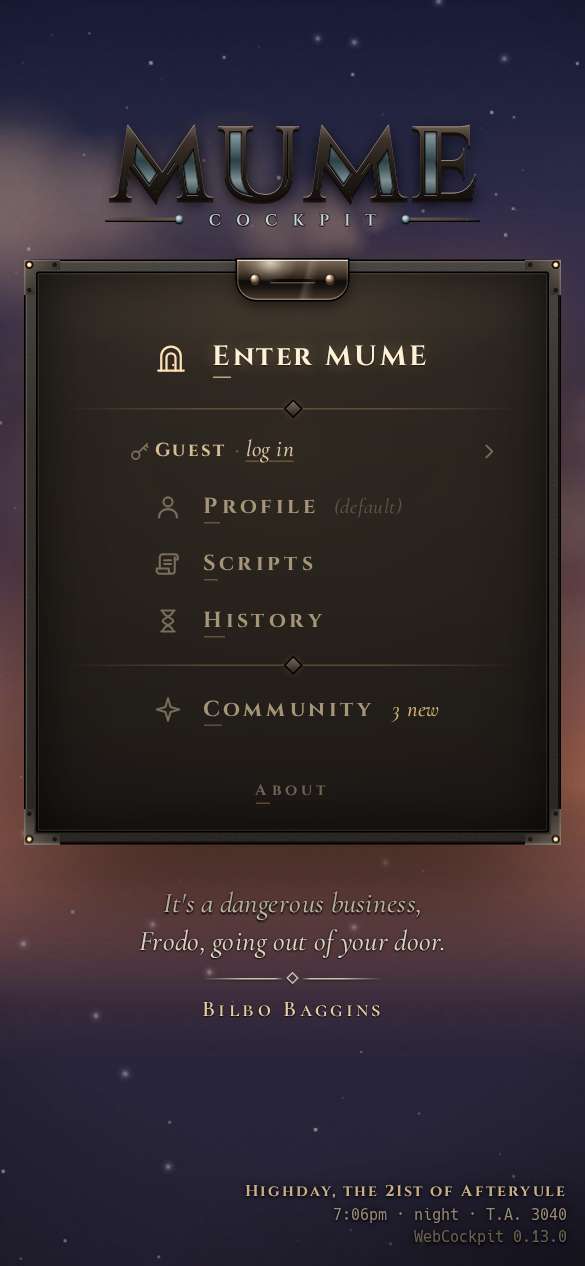 MUME
COCKPIT
Enter MUME
Guest · log in
Profile (default)
Scripts
History
Community 3 new
About
It's a dangerous business,
Frodo, going out of your door.
Bilbo Baggins
Highday, the 21st of Afteryule
7:06pm · night · T.A. 3040
WebCockpit 0.13.0